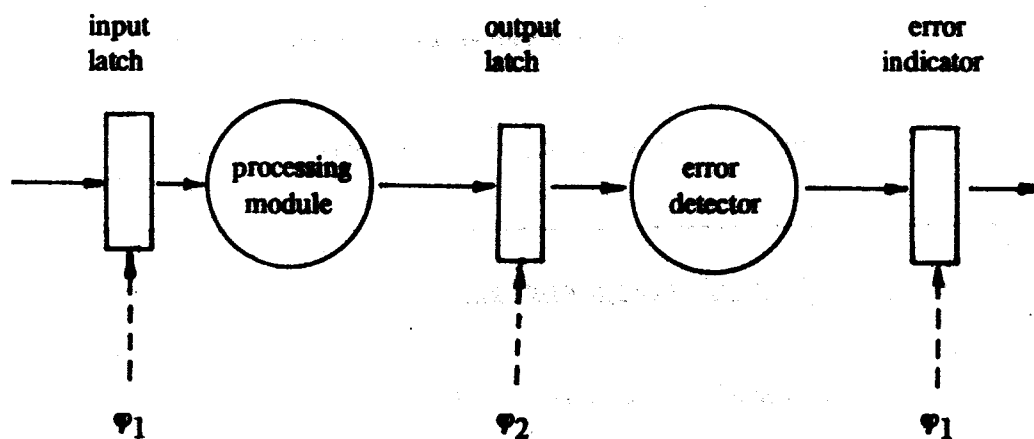 input
latch
output
latch
error
indicator
processing
module
error
detector
φ1
φ2
φ1